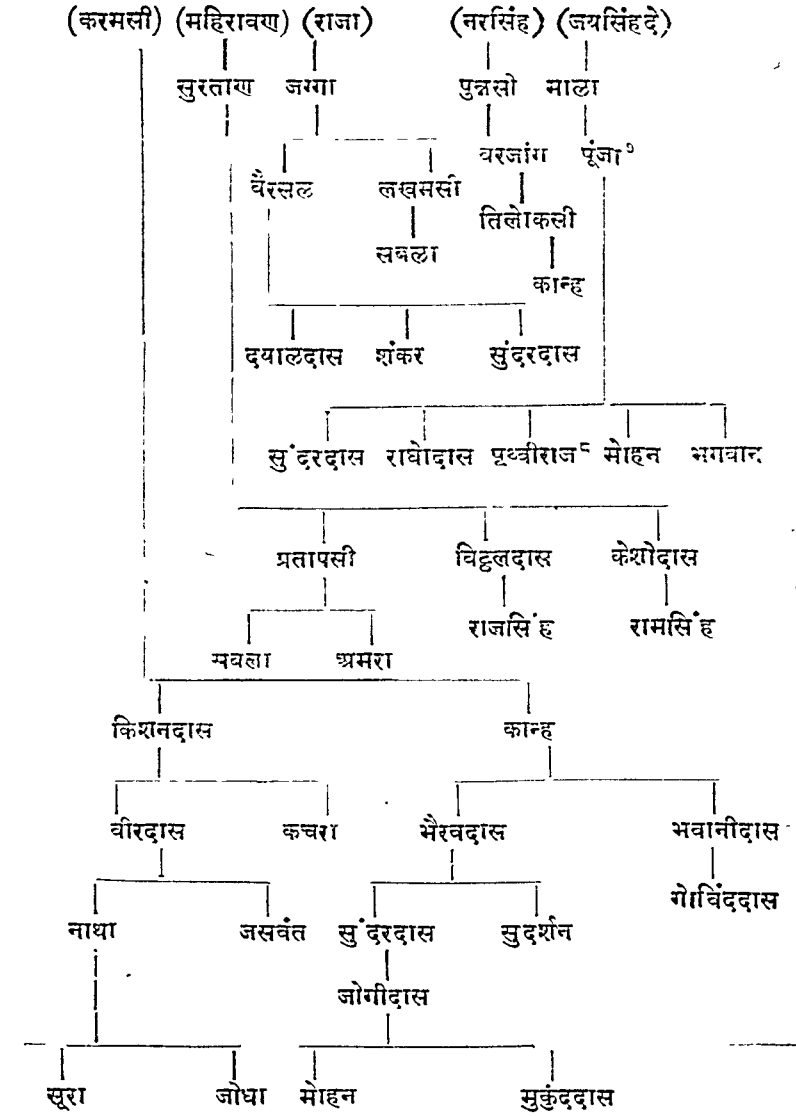 (करमसी) (महिरावण) (राजा) (नरसिंह) (जयसिंहदे)
सुरताण जग्गा पुन्नसी माला
वरजांग पूंजा१
वैरसल लखमसी
तिलोकसी
सबला
कान्ह
दयालदास शंकर सुंदरदास
सुंदरदास राघोदास पृथ्वीराज८ मोहन भगवान
प्रतापसी विट्ठलदास केशोदास
राजसिंह रामसिंह
सबला अमरा
किशनदास कान्ह
वीरदास कचरा भैरवदास भवानीदास
गोविंददास
नाथा जसवंत सुंदरदास सुदर्शन
जोगीदास
सूरा जोधा मोहन मुकुंददास